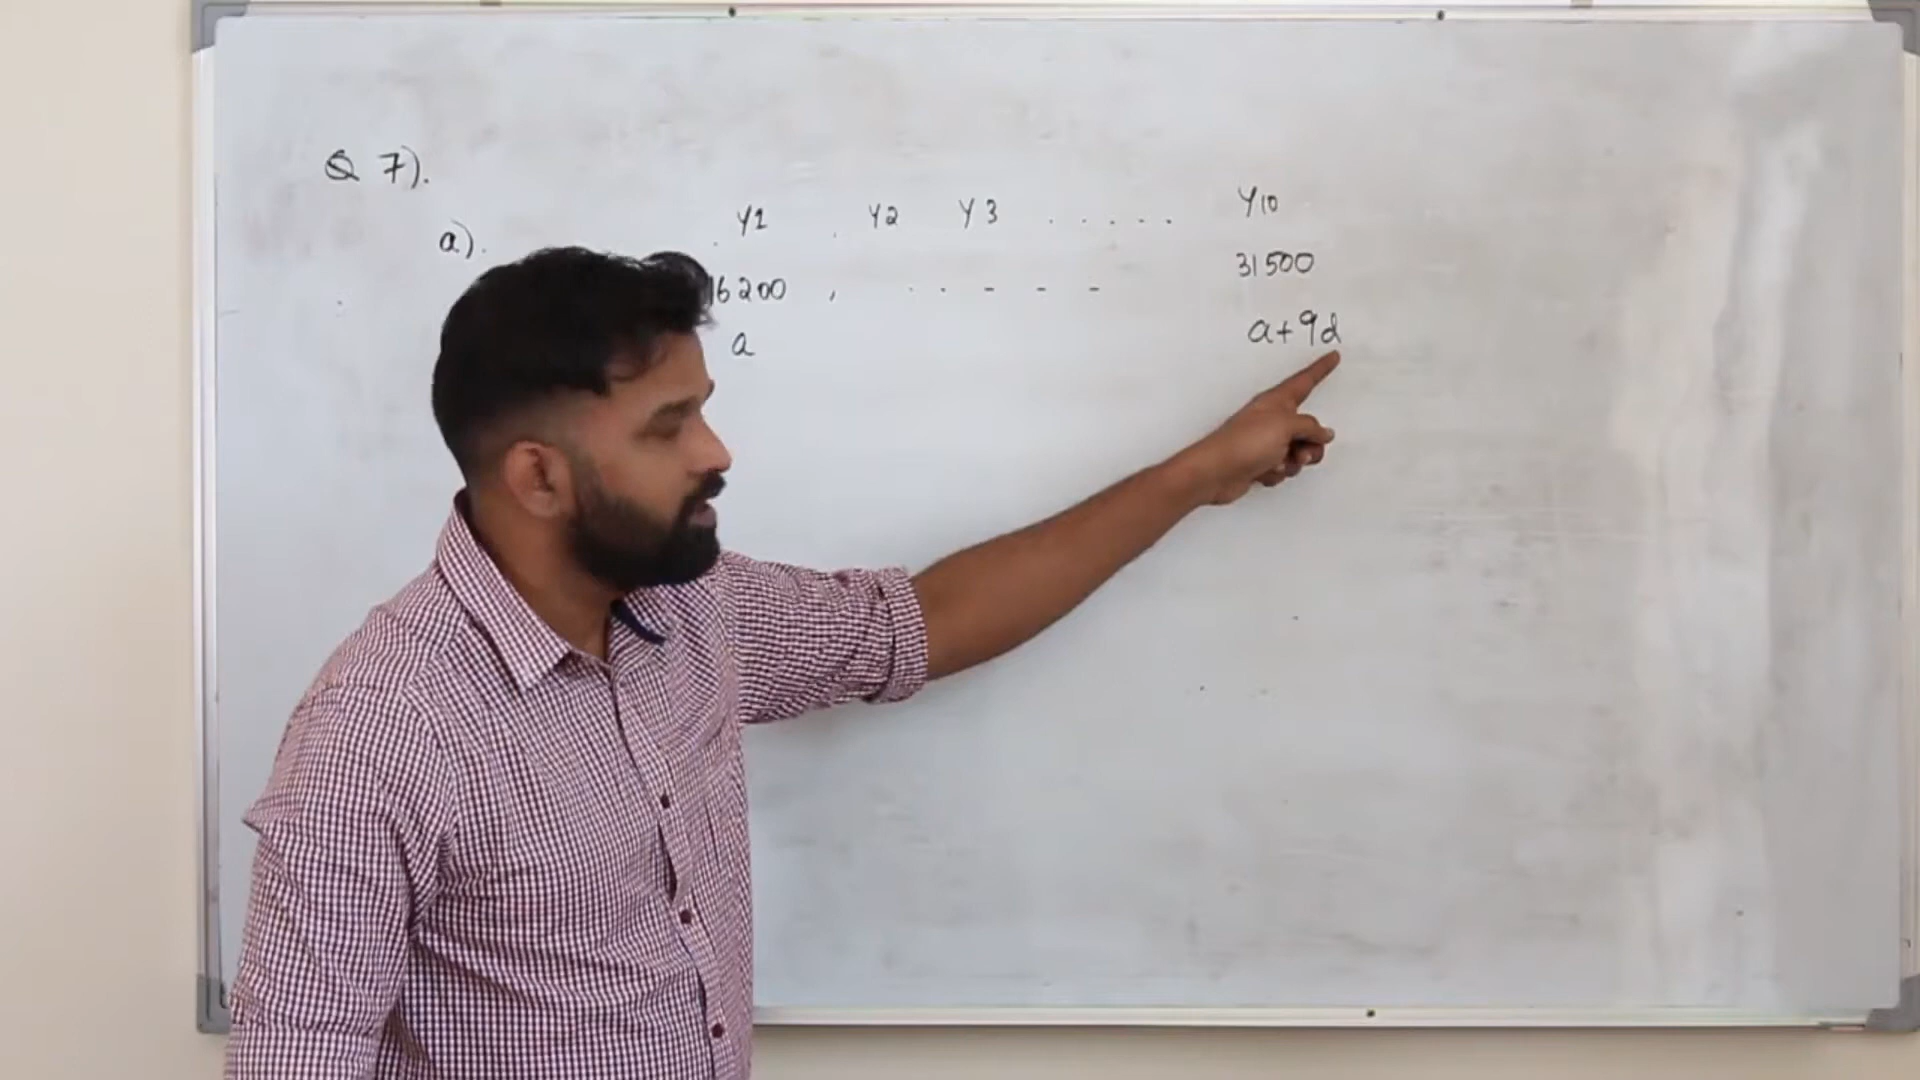 Q 7).
a). Y1 Y2 Y3 ..... Y10
16200 , . . - - - 31500
a a+9d